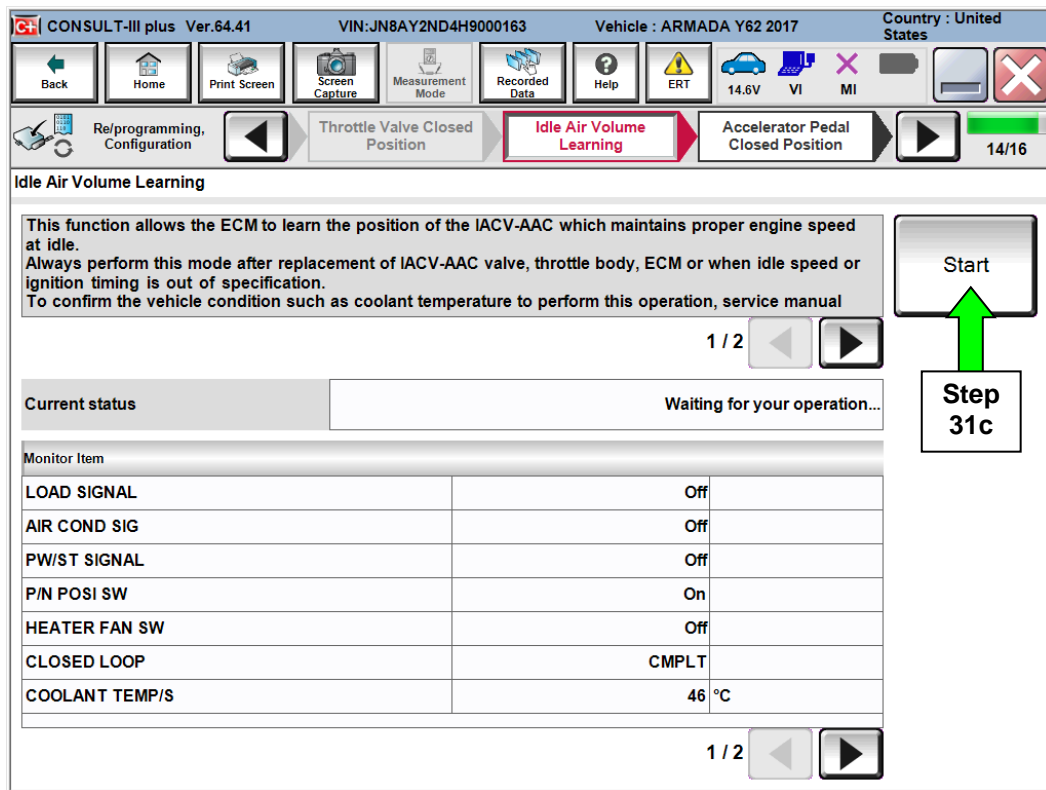 C+ CONSULT-III plus Ver.64.41 VIN:JN8AY2ND4H9000163 Vehicle : ARMADA Y62 2017 Country : United
States
Back Home Print Screen Screen
Capture Measurement
Mode Recorded
Data Help ERT 14.6V VI MI
Re/programming,
Configuration
Throttle Valve Closed
Position
Idle Air Volume
Learning
Accelerator Pedal
Closed Position
14/16
Idle Air Volume Learning
This function allows the ECM to learn the position of the IACV-AAC which maintains proper engine speed
at idle.
Always perform this mode after replacement of IACV-AAC valve, throttle body, ECM or when idle speed or
ignition timing is out of specification.
To confirm the vehicle condition such as coolant temperature to perform this operation, service manual
Start
1 / 2
Step
31c
Current status Waiting for your operation...
Monitor Item
LOAD SIGNAL Off
AIR COND SIG Off
PW/ST SIGNAL Off
P/N POSI SW On
HEATER FAN SW Off
CLOSED LOOP CMPLT
COOLANT TEMP/S 46 °C
1 / 2